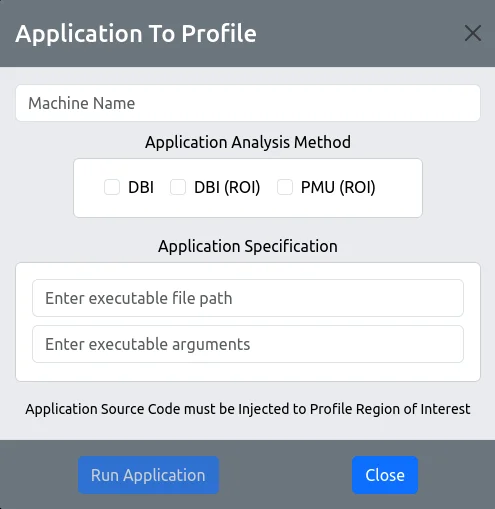 Application To Profile
Machine Name
Application Analysis Method
DBI DBI (ROI) PMU (ROI)
Application Specification
Enter executable file path
Enter executable arguments
Application Source Code must be Injected to Profile Region of Interest
Run Application Close